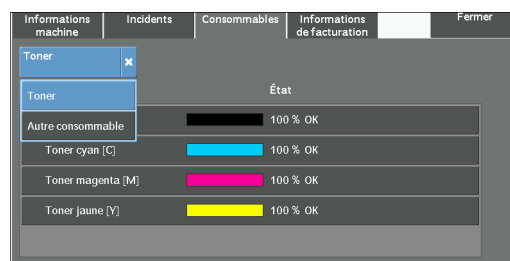 Informations machine
Incidents
Consommables
Informations de facturation
Fermer
Toner
Toner
État
Autre consommable
100 % OK
Toner cyan [C]
100 % OK
Toner magenta [M]
100 % OK
Toner jaune [Y]
100 % OK